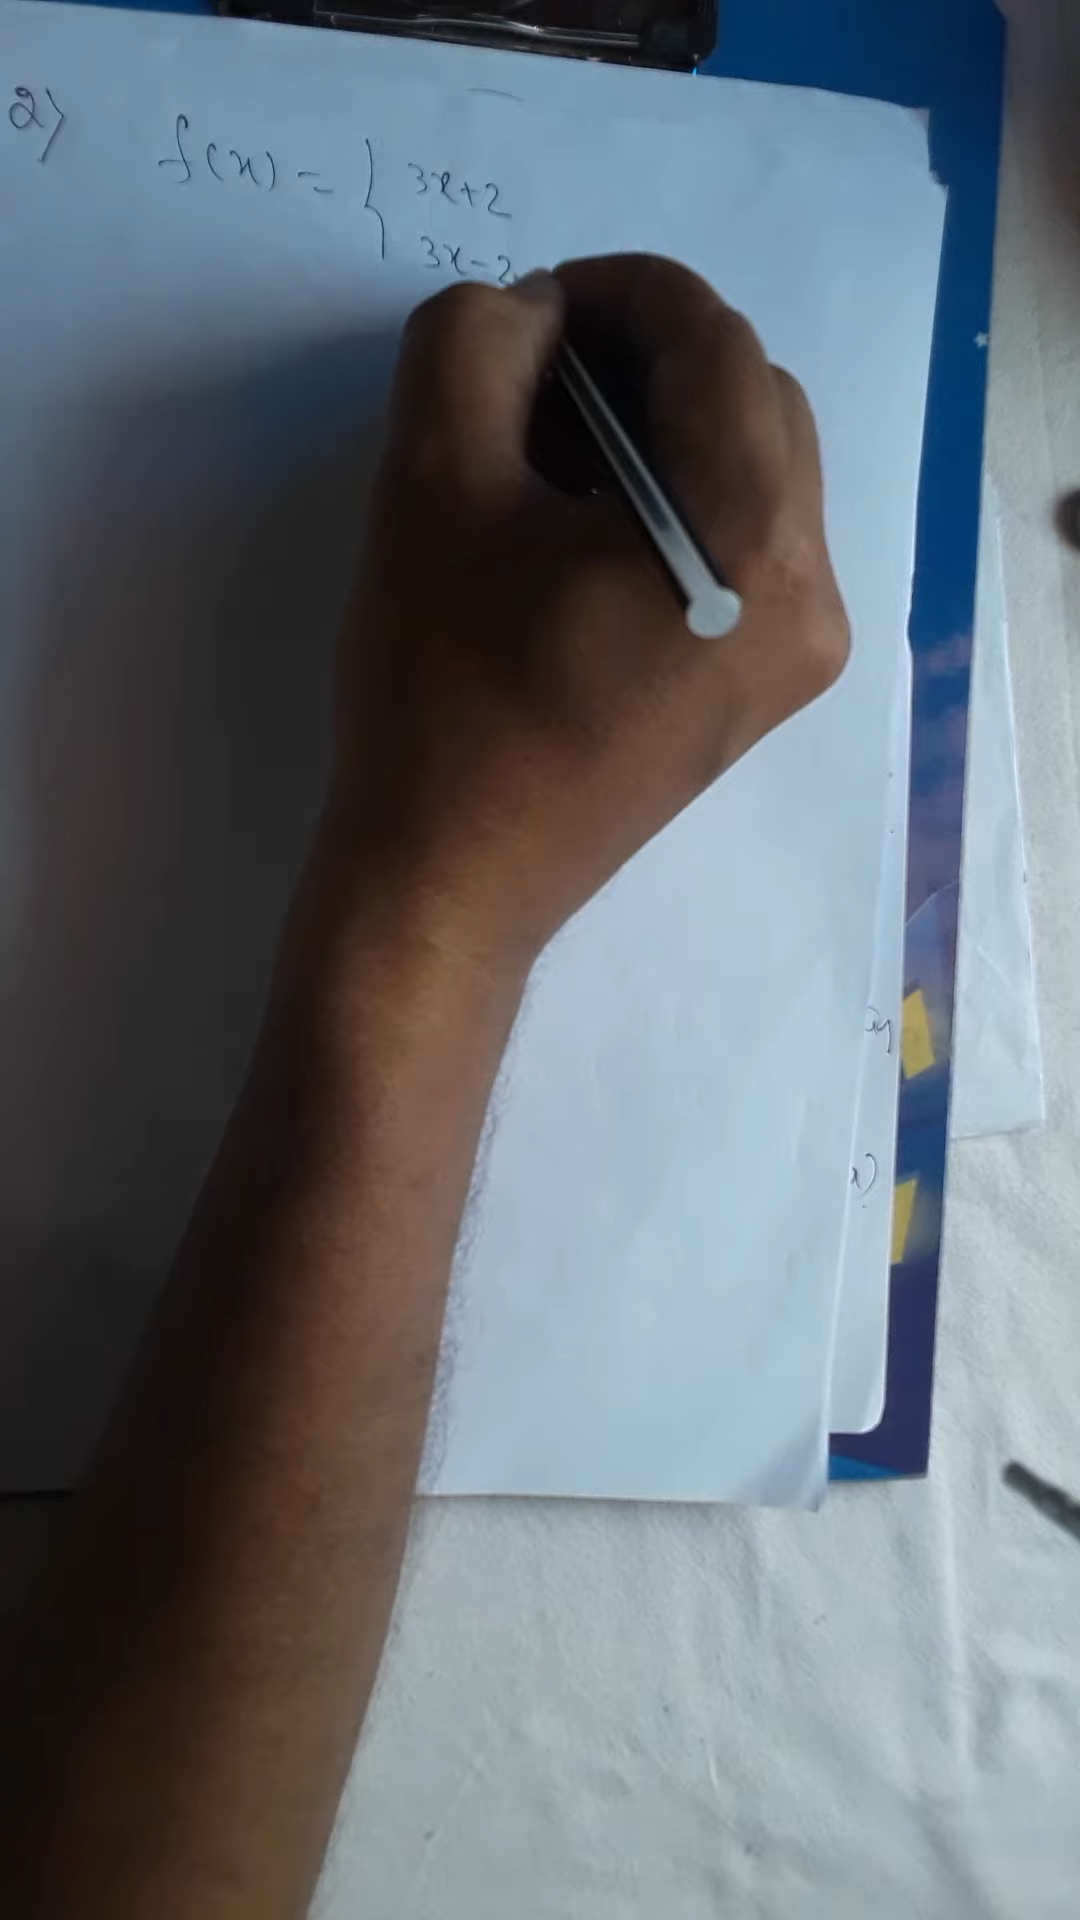 2) f(x) = { 3x+2
3x-2
x)